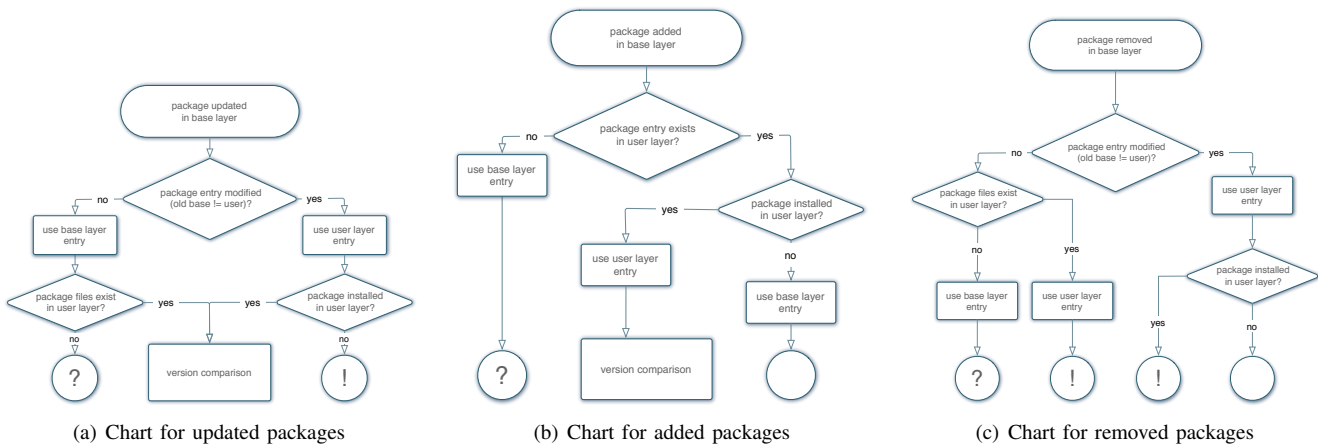 package updated
in base layer
package entry modified
(old base != user)?
no
yes
use base layer
entry
use user layer
entry
package files exist
in user layer?
yes
yes
package installed
in user layer?
no
no
?
version comparison
!
(a) Chart for updated packages
package added
in base layer
package entry exists
in user layer?
no
yes
use base layer
entry
package installed
in user layer?
yes
no
use user layer
entry
use base layer
entry
?
version comparison
(b) Chart for added packages
package removed
in base layer
package entry modified
(old base != user)?
no
yes
package files exist
in user layer?
use user layer
entry
no
yes
package installed
in user layer?
use base layer
entry
use user layer
entry
yes
no
?
!
!
(c) Chart for removed packages